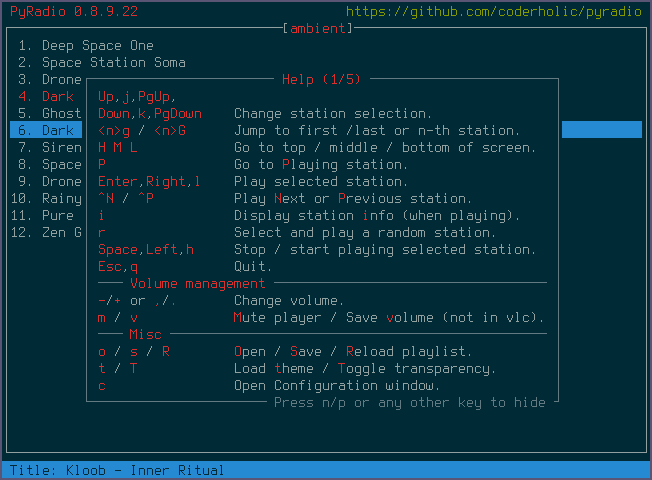 PyRadio 0.8.9.22 https://github.com/coderholic/pyradio
[ambient]
1. Deep Space One
2. Space Station Soma
3. Drone Help (1/5)
4. Dark Up,j,PgUp,
5. Ghost Down,k,PgDown Change station selection.
6. Dark <n>g / <n>G Jump to first /last or n-th station.
7. Siren H M L Go to top / middle / bottom of screen.
8. Space P Go to Playing station.
9. Drone Enter,Right,l Play selected station.
10. Rainy ^N / ^P Play Next or Previous station.
11. Pure i Display station info (when playing).
12. Zen G r Select and play a random station.
Space,Left,h Stop / start playing selected station.
Esc,q Quit.
Volume management
-/+ or ,/. Change volume.
m / v Mute player / Save volume (not in vlc).
Misc
o / s / R Open / Save / Reload playlist.
t / T Load theme / Toggle transparency.
c Open Configuration window.
Press n/p or any other key to hide
Title: Kloob - Inner Ritual